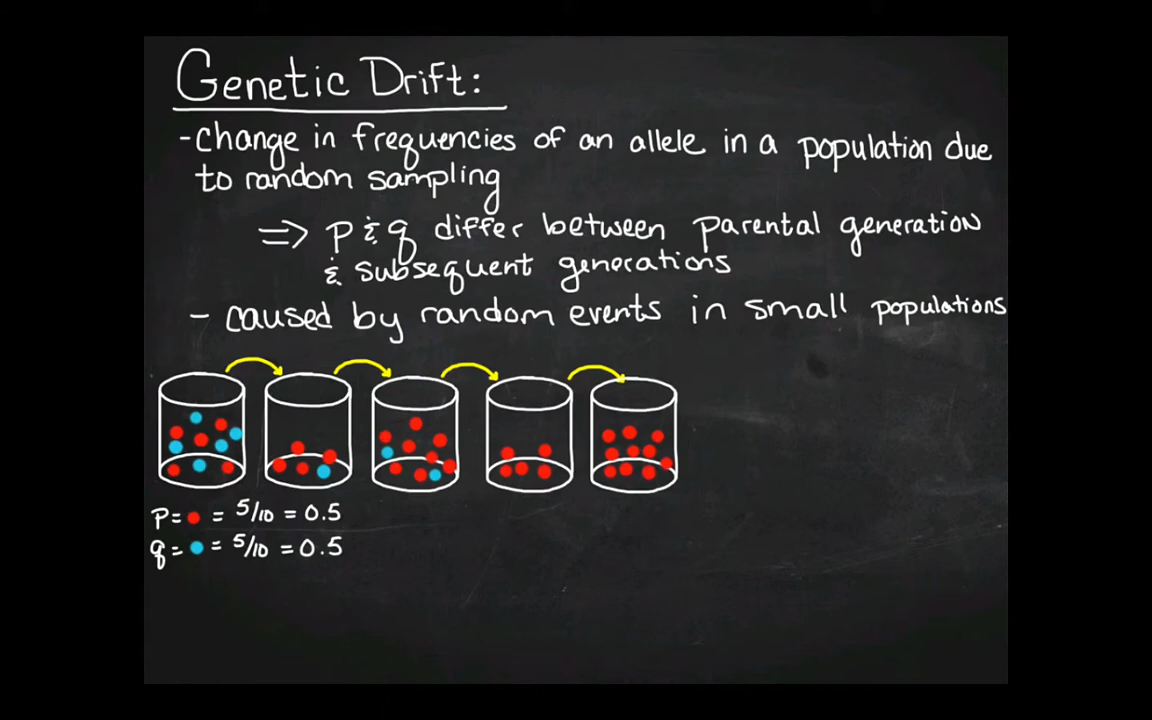 Genetic Drift:
-change in frequencies of an allele in a population due
to random sampling
⇒ p & q differ between parental generation
& subsequent generations
- caused by random events in small populations
p= = 5/10 = 0.5
q= = 5/10 = 0.5